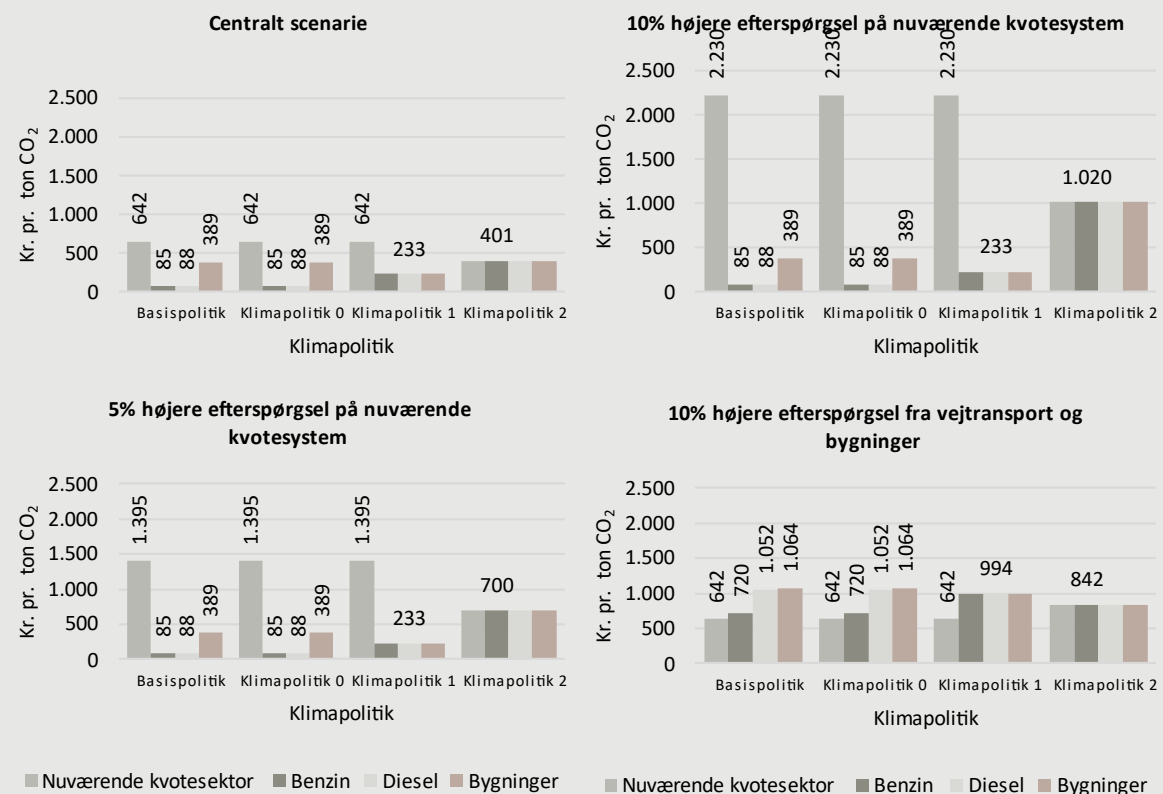 Centralt scenarie
Kr. pr. ton CO2
2.500
2.000
1.500
1.000
500
0
642
85
88
389
642
85
88
389
642
233
401
Basispolitik
Klimapolitik 0
Klimapolitik 1
Klimapolitik 2
Klimapolitik
10% højere efterspørgsel på nuværende kvotesystem
Kr. pr. ton CO2
2.500
2.000
1.500
1.000
500
0
2.230
85
88
389
2.230
85
88
389
2.230
233
1.020
Basispolitik
Klimapolitik 0
Klimapolitik 1
Klimapolitik 2
Klimapolitik
5% højere efterspørgsel på nuværende
kvotesystem
Kr. pr. ton CO2
2.500
2.000
1.500
1.000
500
0
1.395
85
88
389
1.395
85
88
389
1.395
233
700
Basispolitik
Klimapolitik 0
Klimapolitik 1
Klimapolitik 2
Klimapolitik
Nuværende kvotesektor
Benzin
Diesel
Bygninger
10% højere efterspørgsel fra vejtransport og
bygninger
Kr. pr. ton CO2
2.500
2.000
1.500
1.000
500
0
642
720
1.052
1.064
642
720
1.052
1.064
642
994
842
Basispolitik
Klimapolitik 0
Klimapolitik 1
Klimapolitik 2
Klimapolitik
Nuværende kvotesektor
Benzin
Diesel
Bygninger